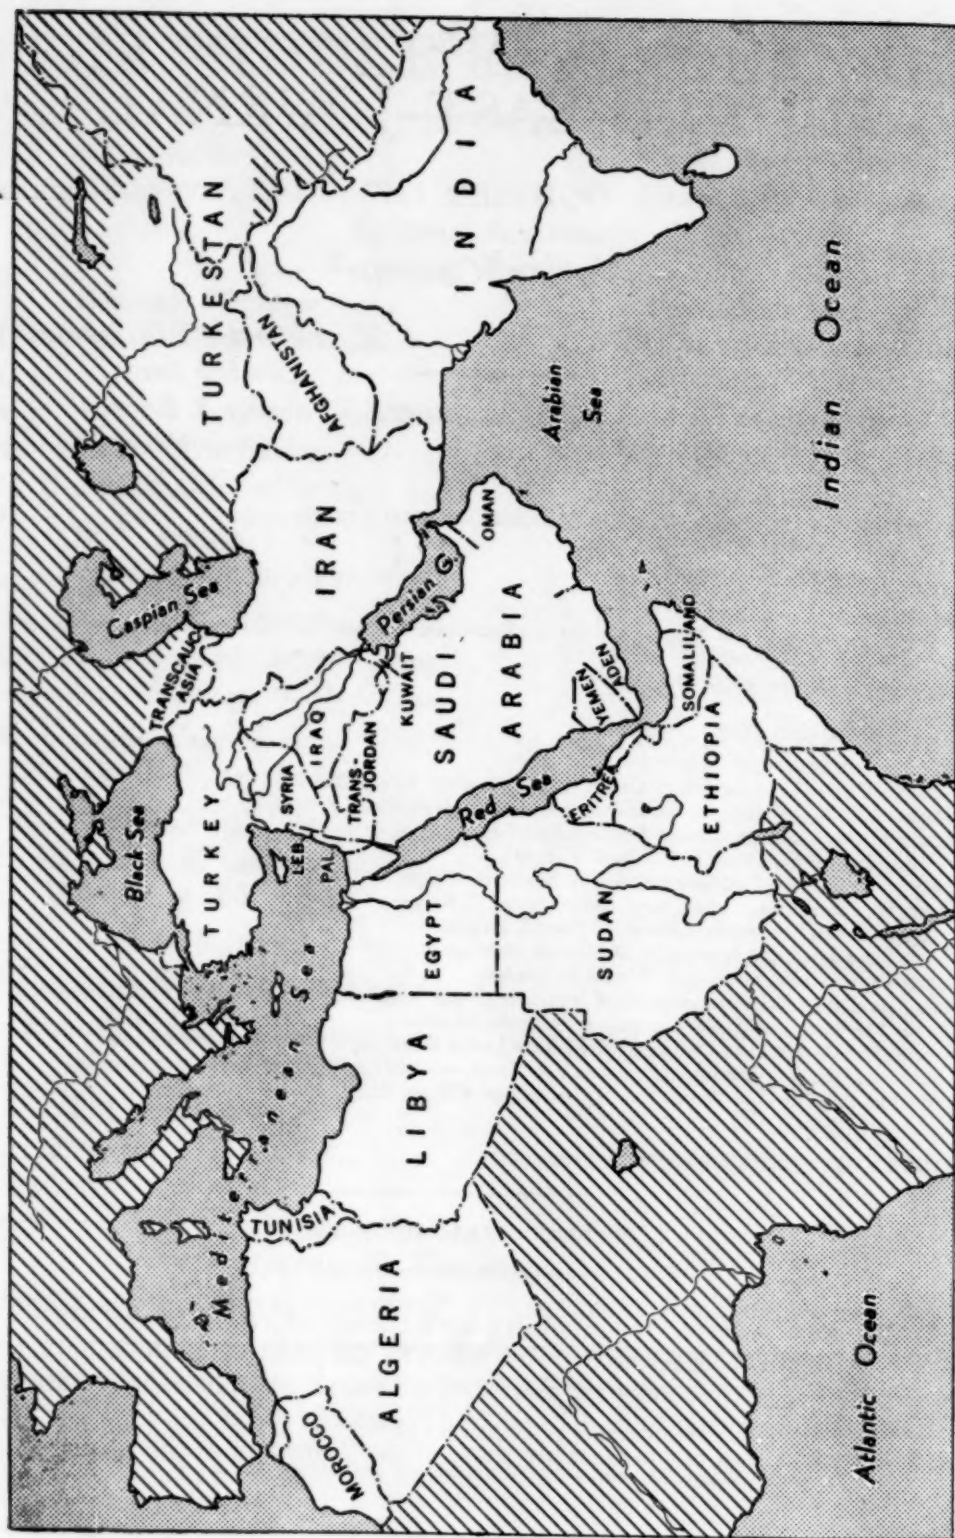 TURKESTAN
INDIA
AFGHANISTAN
IRAN
Caspian Sea
TRANSCAUC
ASIA
Black Sea
TURKEY
SYRIA
IRAQ
LEB.
PAL.
TRANS-
JORDAN
KUWAIT
Persian G.
OMAN
SAUDI
ARABIA
YEMEN
ADEN
Red Sea
Arabian
Sea
Indian Ocean
Mediterranean Sea
MOROCCO
ALGERIA
TUNISIA
LIBYA
EGYPT
SUDAN
ERITREA
ETHIOPIA
SOMALILAND
Atlantic Ocean